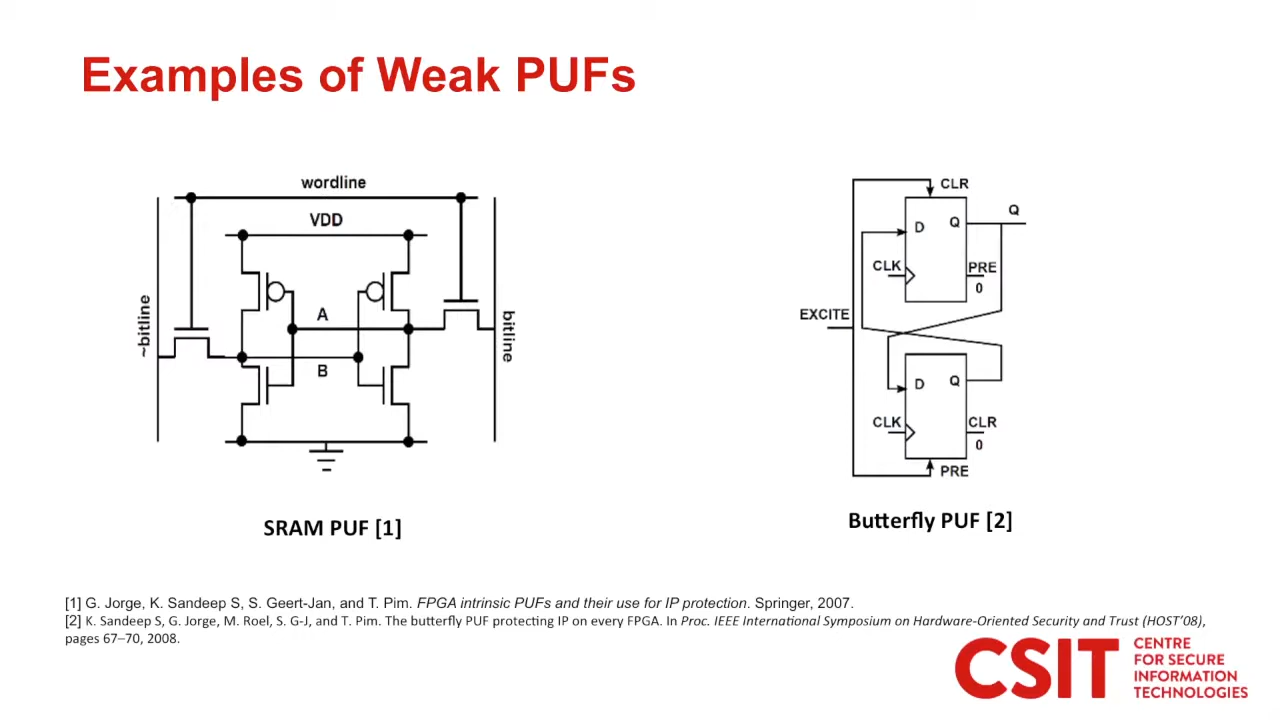 Examples of Weak PUFs
wordline
VDD
~bitline
A
B
bitline
SRAM PUF [1]
CLR
Q
D
Q
CLK
PRE
0
EXCITE
D
Q
CLK
CLR
0
PRE
Butterfly PUF [2]
[1] G. Jorge, K. Sandeep S, S. Geert-Jan, and T. Pim. FPGA intrinsic PUFs and their use for IP protection. Springer, 2007.
[2] K. Sandeep S, G. Jorge, M. Roel, S. G-J, and T. Pim. The butterfly PUF protecting IP on every FPGA. In Proc. IEEE International Symposium on Hardware-Oriented Security and Trust (HOST’08),
pages 67–70, 2008.
CSIT
CENTRE
FOR SECURE
INFORMATION
TECHNOLOGIES